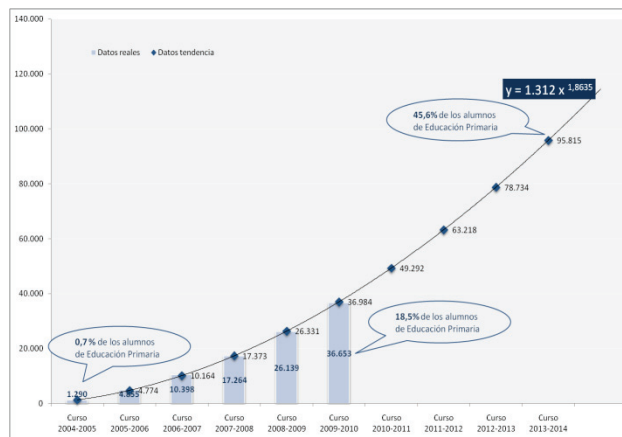 140.000
Datos reales
Datos tendencia
120.000
y = 1.312 x 1,8635
45,6% de los alumnos
de Educación Primaria
100.000
95.815
80.000
78.734
60.000
63.218
49.292
40.000
36.984
18,5% de los alumnos
de Educación Primaria
0,7% de los alumnos
de Educación Primaria
26.331
36.653
20.000
17.373
26.139
10.164
17.264
4.774
10.398
1.290
4.855
0
Curso Curso Curso Curso Curso Curso Curso Curso Curso Curso
2004-2005 2005-2006 2006-2007 2007-2008 2008-2009 2009-2010 2010-2011 2011-2012 2012-2013 2013-2014